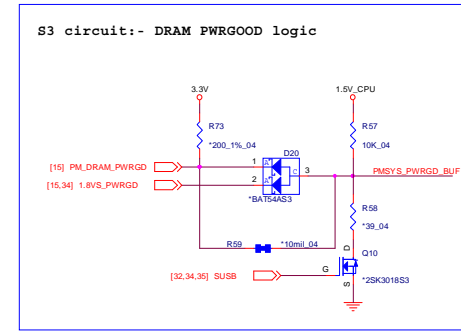 S3 circuit:- DRAM PWRGOOD logic
3.3V
1.5V_CPU
R73
R57
*200_1%_04
10K_04
D20
[15] PM_DRAM_PWRGD
1
A
C
3
PMSYS_PWRGD_BUF
[15,34] 1.8VS_PWRGD
2
A
*BAT54AS3
R58
*39_04
R59
*10mil_04
D
Q10
[32,34,35] SUSB
G
*2SK3018S3
S